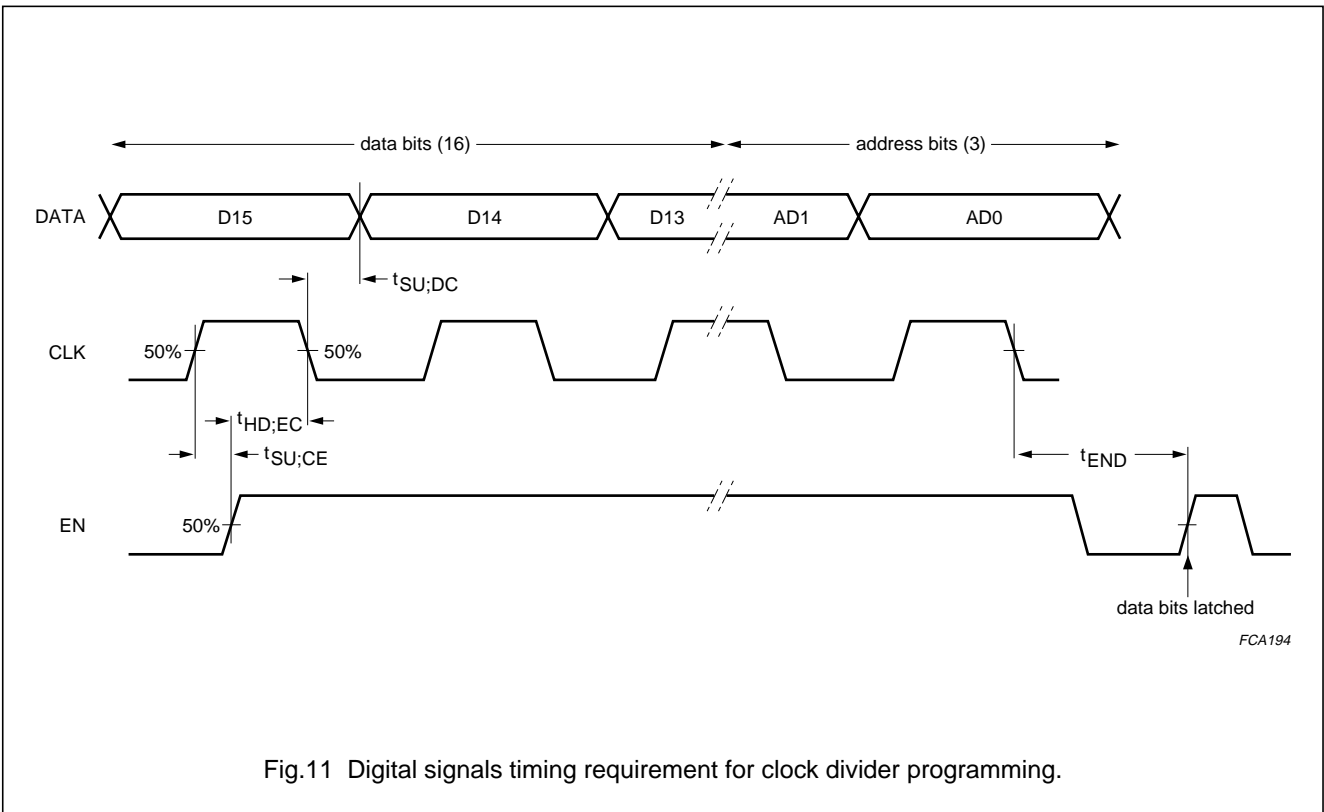 data bits (16) address bits (3)
DATA D15 D14 D13 AD1 AD0
tSU;DC
CLK 50% 50%
tHD;EC
tSU;CE tEND
EN 50%
data bits latched
FCA194
Fig.11 Digital signals timing requirement for clock divider programming.